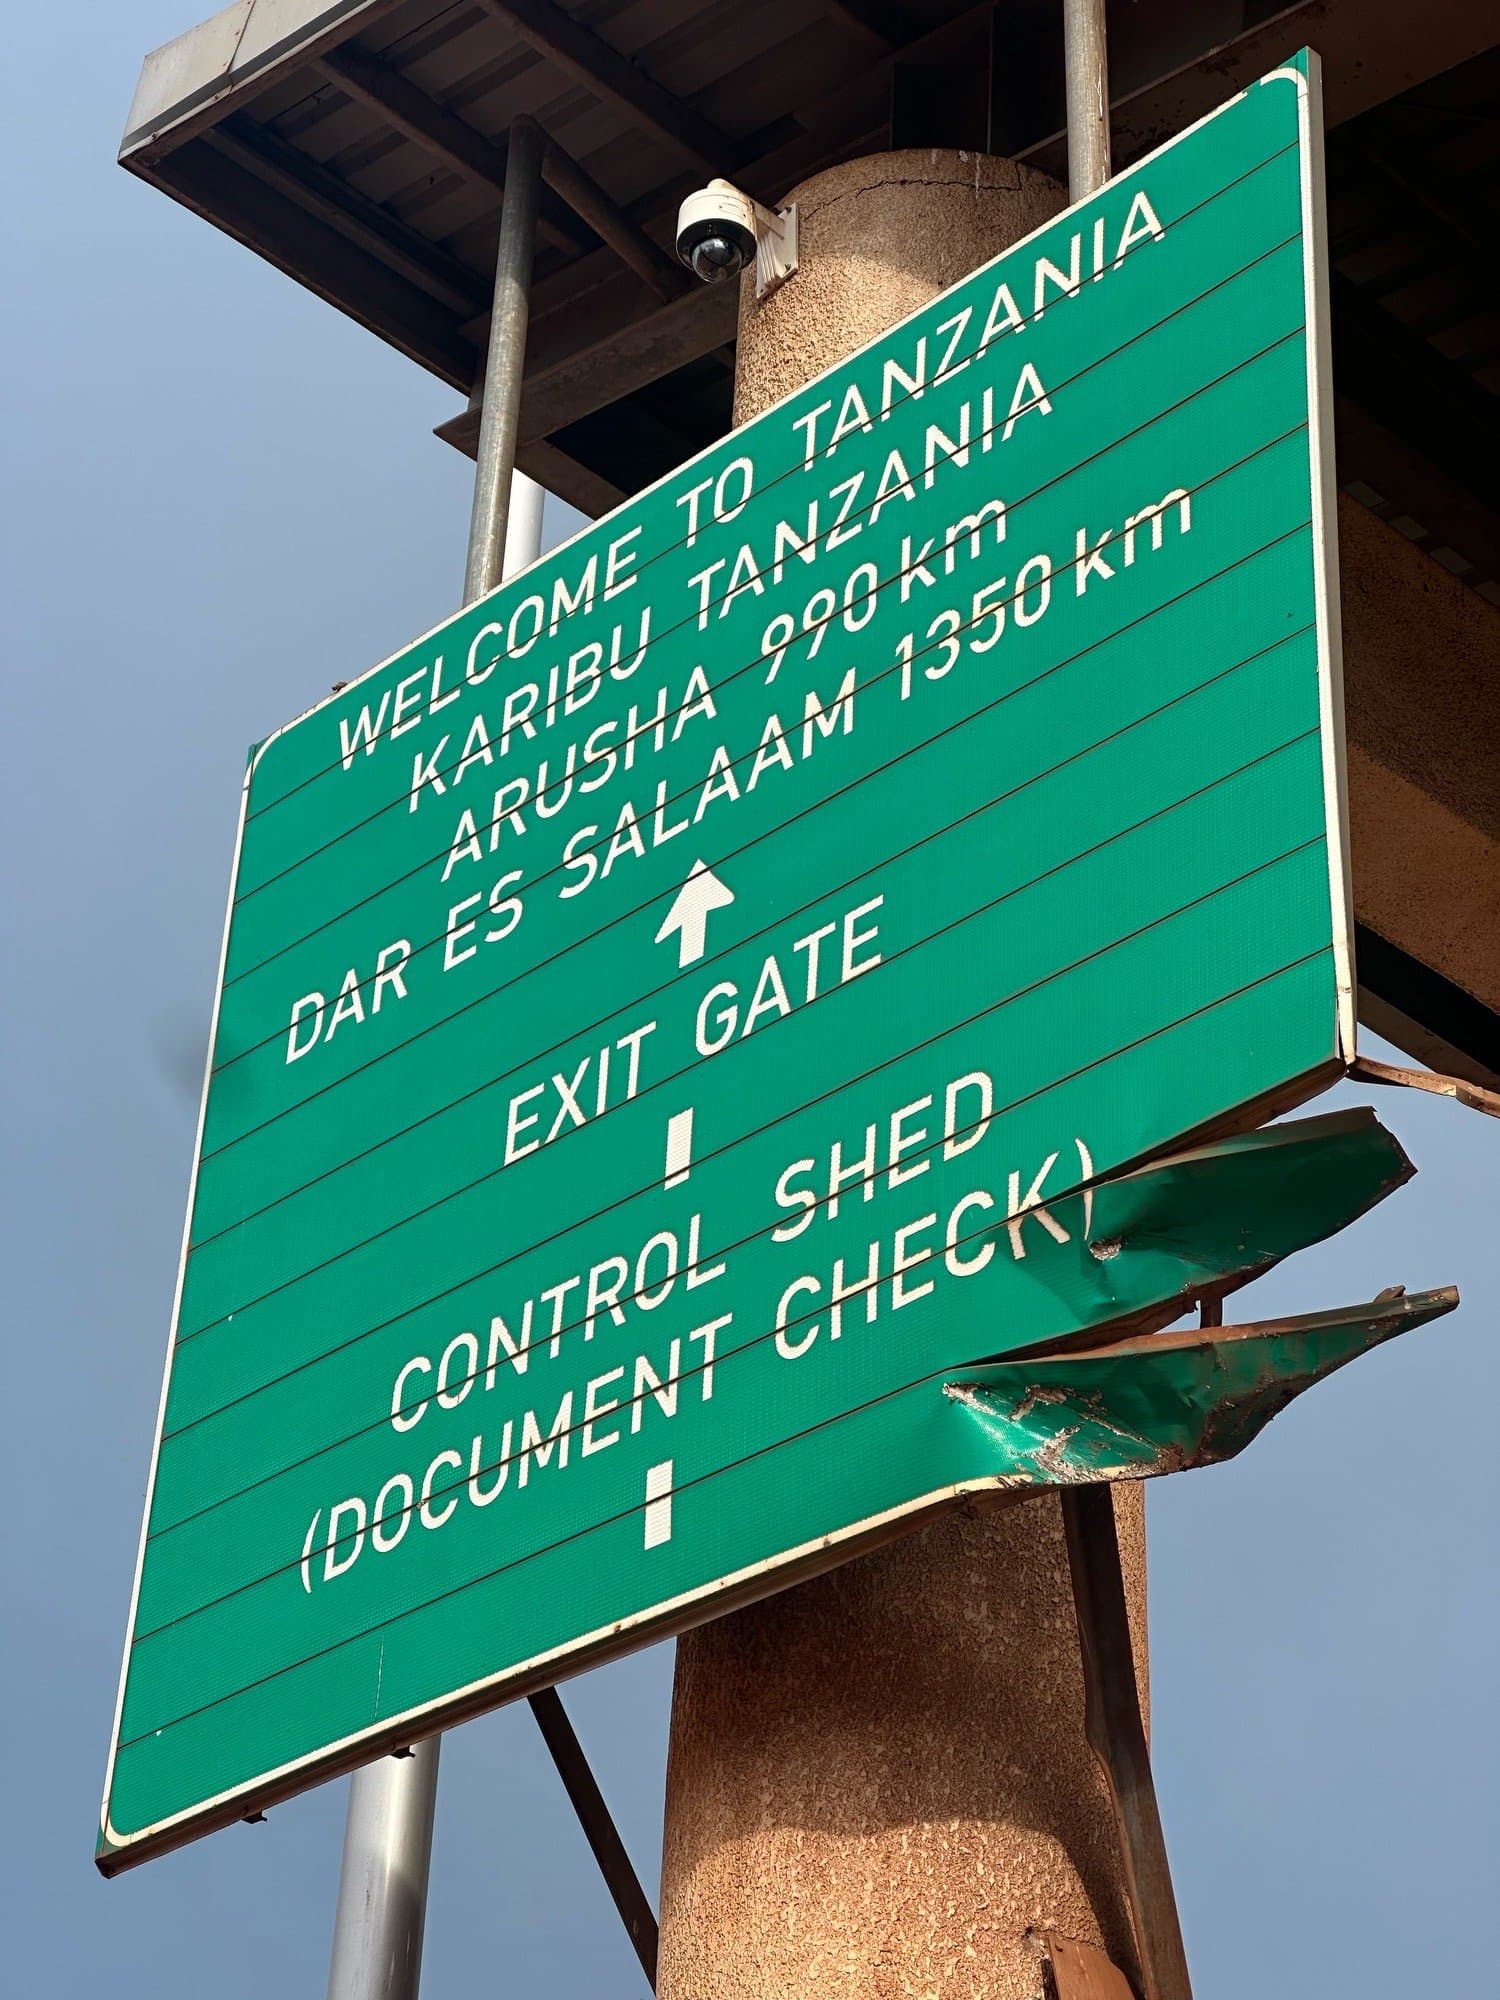 WELCOME TO TANZANIA
KARIBU TANZANIA
ARUSHA 990 km
DAR ES SALAAM 1350 km
EXIT GATE
CONTROL SHED
(DOCUMENT CHECK)